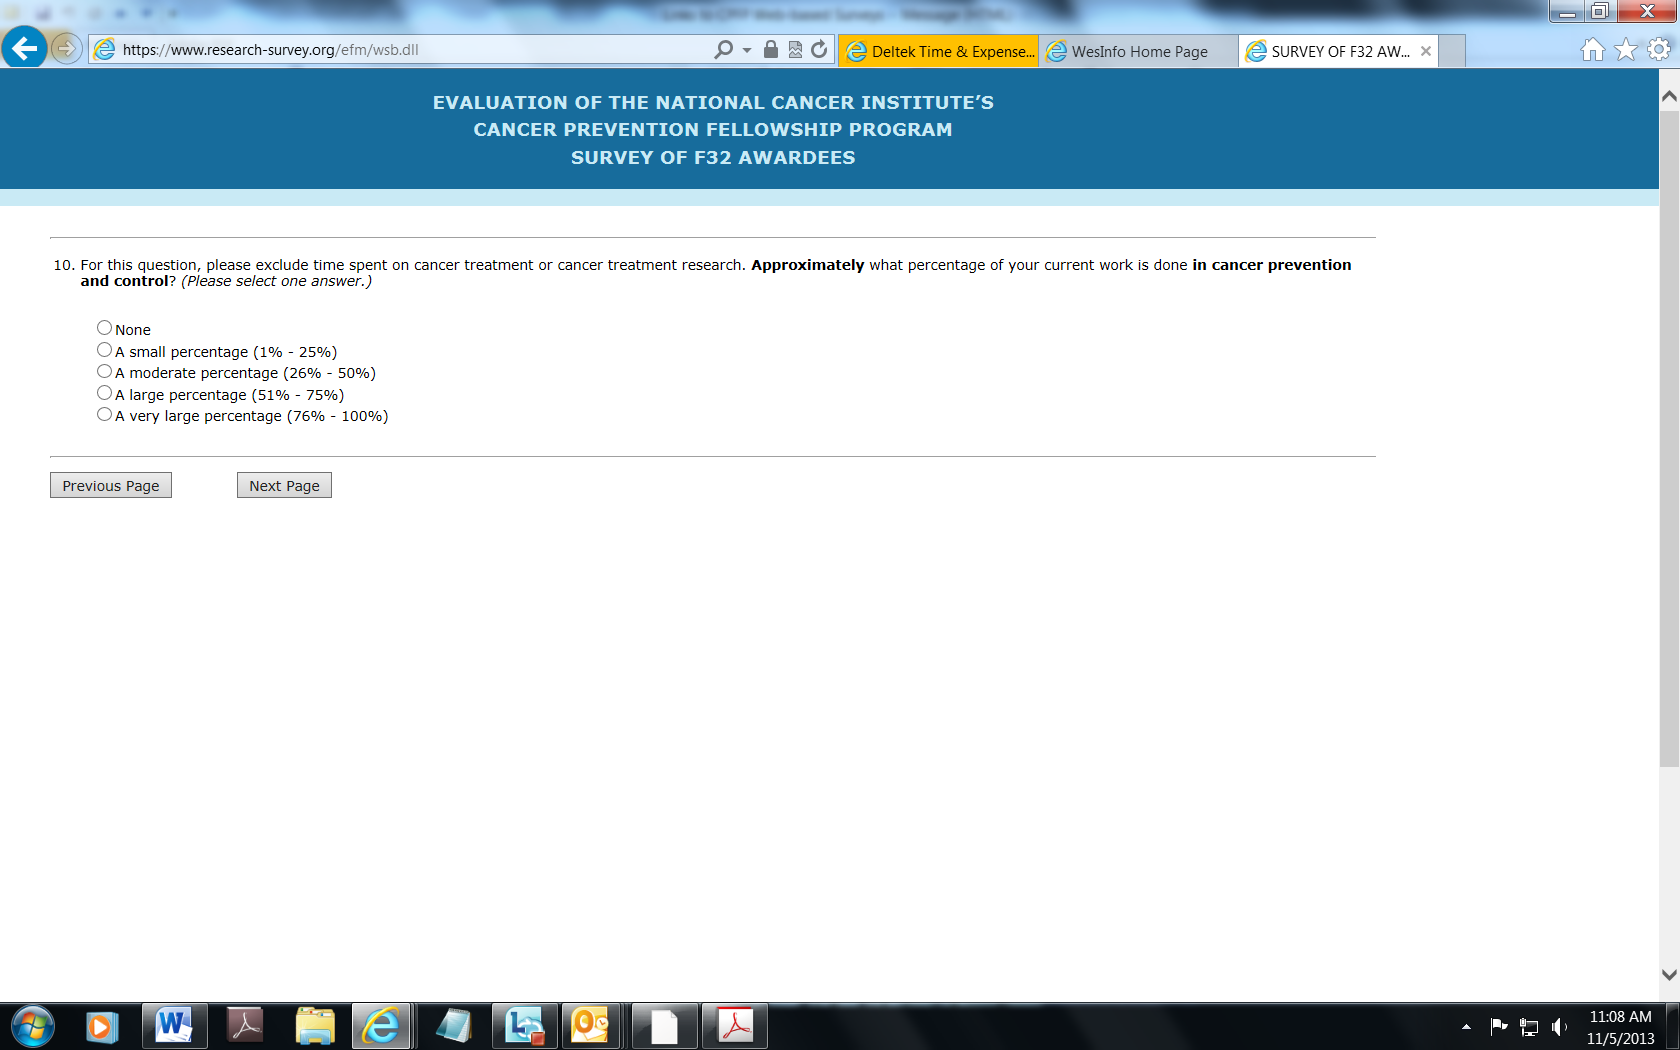 https://www.research-survey.org/efm/wsb.dll
Deltek Time & Expense...
WesInfo Home Page
SURVEY OF F32 AW...
EVALUATION OF THE NATIONAL CANCER INSTITUTE’S
CANCER PREVENTION FELLOWSHIP PROGRAM
SURVEY OF F32 AWARDEES
10. For this question, please exclude time spent on cancer treatment or cancer treatment research. Approximately what percentage of your current work is done in cancer prevention
and control? (Please select one answer.)
None
A small percentage (1% - 25%)
A moderate percentage (26% - 50%)
A large percentage (51% - 75%)
A very large percentage (76% - 100%)
Previous Page
Next Page
11:08 AM
11/5/2013